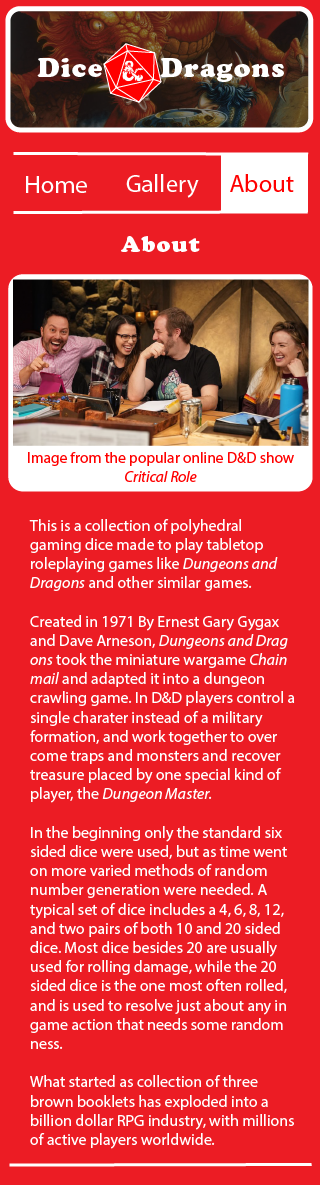 Dice & Dragons
Home Gallery About
About
Image from the popular online D&D show
Critical Role
This is a collection of polyhedral
gaming dice made to play tabletop
roleplaying games like Dungeons and
Dragons and other similar games.
Created in 1971 By Ernest Gary Gygax
and Dave Arneson, Dungeons and Drag
ons took the miniature wargame Chain
mail and adapted it into a dungeon
crawling game. In D&D players control a
single charater instead of a military
formation, and work together to over
come traps and monsters and recover
treasure placed by one special kind of
player, the Dungeon Master.
In the beginning only the standard six
sided dice were used, but as time went
on more varied methods of random
number generation were needed. A
typical set of dice includes a 4, 6, 8, 12,
and two pairs of both 10 and 20 sided
dice. Most dice besides 20 are usually
used for rolling damage, while the 20
sided dice is the one most often rolled,
and is used to resolve just about any in
game action that needs some random
ness.
What started as collection of three
brown booklets has exploded into a
billion dollar RPG industry, with millions
of active players worldwide.